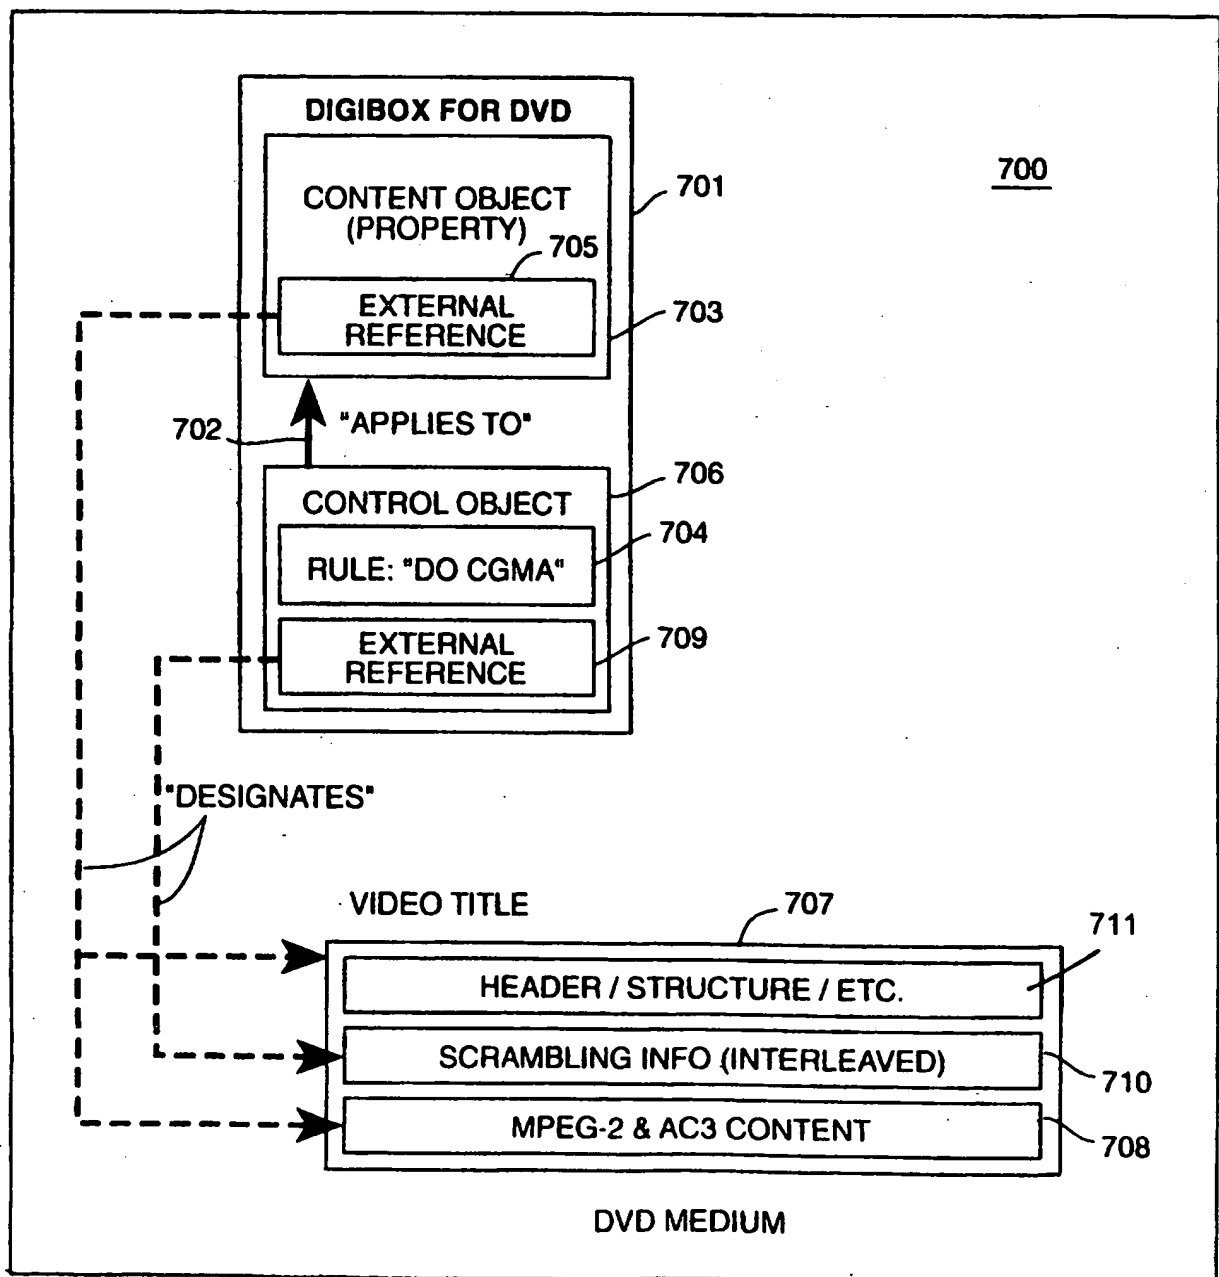 DIGIBOX FOR DVD
CONTENT OBJECT
(PROPERTY)
705
EXTERNAL
REFERENCE
701
700
703
702
"APPLIES TO"
706
CONTROL OBJECT
704
RULE: "DO CGMA"
EXTERNAL
REFERENCE
709
"DESIGNATES"
VIDEO TITLE
707
711
HEADER / STRUCTURE / ETC.
SCRAMBLING INFO (INTERLEAVED)
710
MPEG-2 & AC3 CONTENT
708
DVD MEDIUM